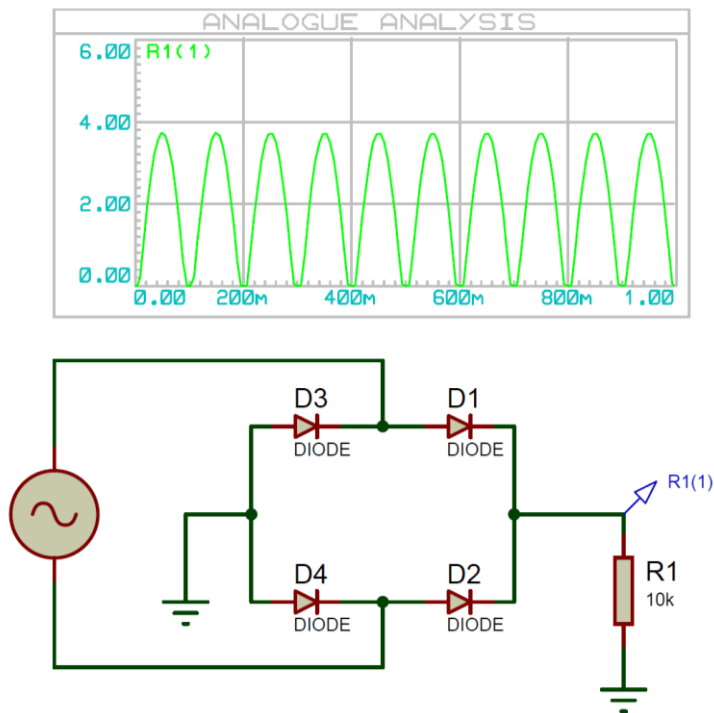 ANALOGUE ANALYSIS
6.00
R1(1)
4.00
2.00
0.00
0.00 200m 400m 600m 800m 1.00
D3 D1
DIODE DIODE
R1(1)
D4 D2
R1
10k
DIODE DIODE